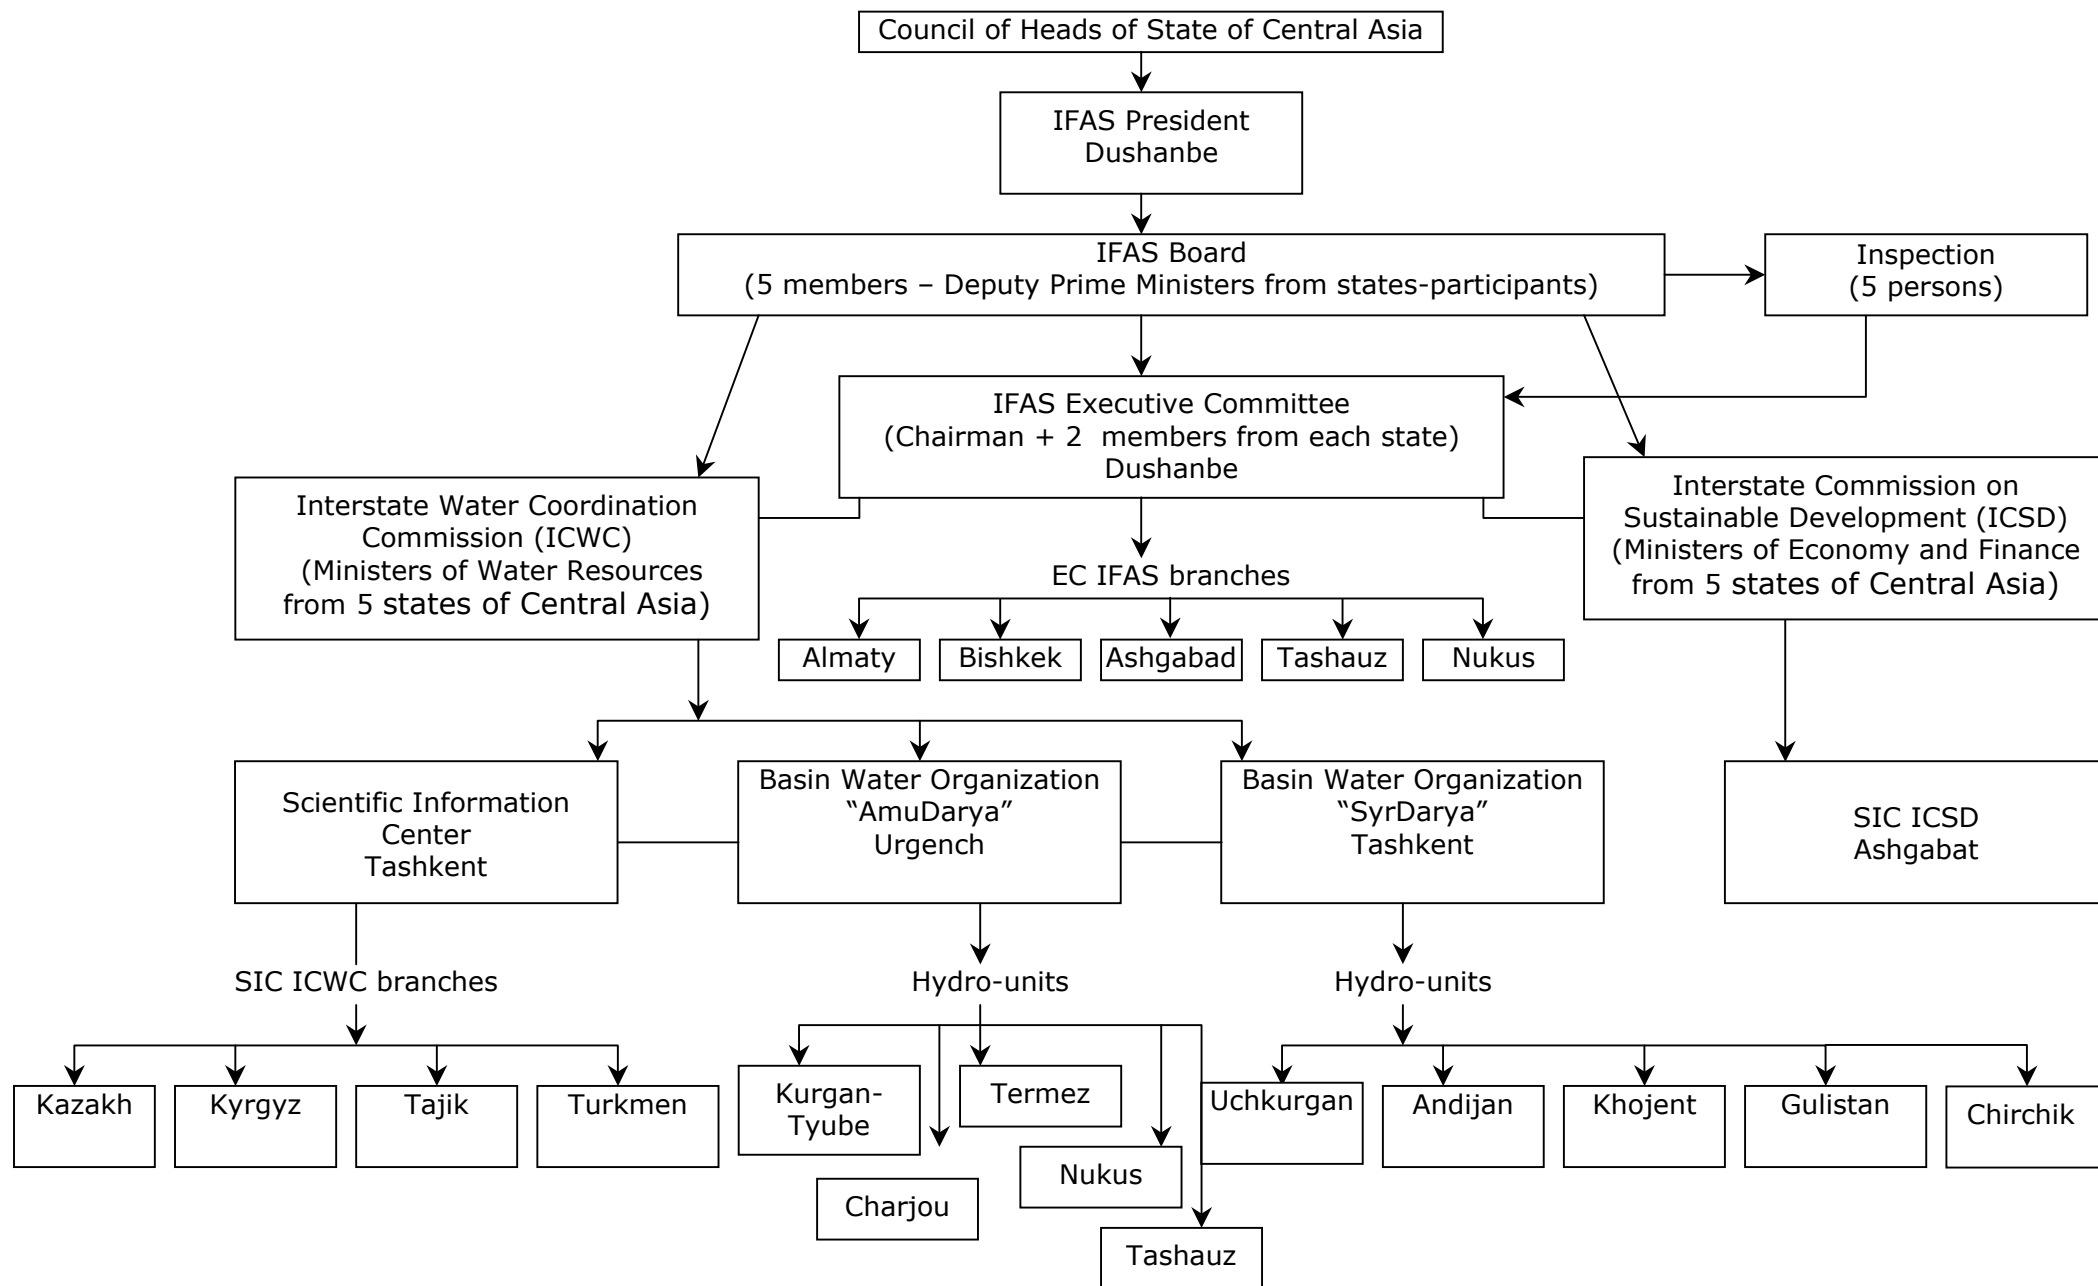 Council of Heads of State of Central Asia
IFAS President
Dushanbe
IFAS Board
(5 members – Deputy Prime Ministers from states-participants)
Inspection
(5 persons)
IFAS Executive Committee
(Chairman + 2 members from each state)
Dushanbe
Interstate Water Coordination
Commission (ICWC)
(Ministers of Water Resources
from 5 states of Central Asia)
Interstate Commission on
Sustainable Development (ICSD)
(Ministers of Economy and Finance
from 5 states of Central Asia)
EC IFAS branches
Almaty
Bishkek
Ashgabad
Tashauz
Nukus
Scientific Information
Center
Tashkent
Basin Water Organization
“AmuDarya”
Urgench
Basin Water Organization
“SyrDarya”
Tashkent
SIC ICSD
Ashgabat
SIC ICWC branches
Hydro-units
Hydro-units
Kazakh
Kyrgyz
Tajik
Turkmen
Kurgan-
Tyube
Termez
Charjou
Nukus
Tashauz
Uchkurgan
Andijan
Khojent
Gulistan
Chirchik